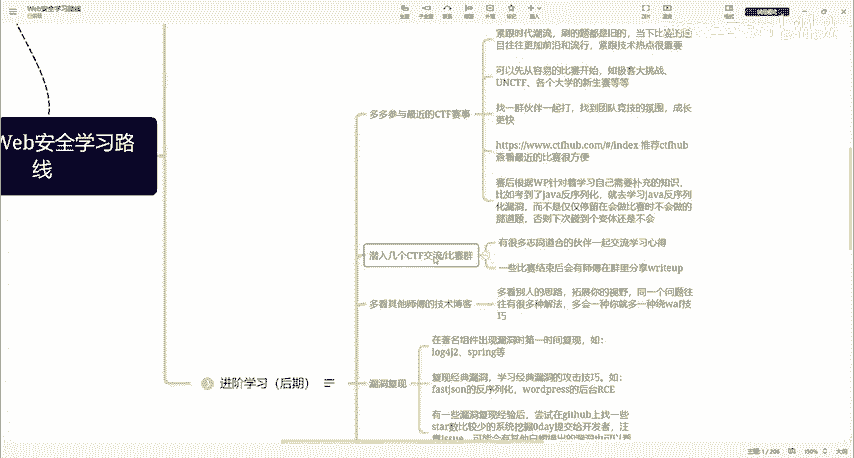 Web安全学习路线
主题
子主题
插入
格式
大纲
紧跟时代潮流，刷的题都是旧的，当下比赛的题
目往往更加前沿和流行，紧跟技术热点很重要
可以先从容易的比赛开始，如极客大挑战、
UNCTF、各个大学的新生赛等等
多多参与最近的CTF赛事
找一群伙伴一起打，找到团队竞技的氛围，成长
更快
Web安全学习路
线
https://www.ctfhub.com/#/index 推荐ctfhub
查看最近的比赛很方便
赛后根据WP针对着学习自己需要补充的知识，
比如考到了java反序列化，就去学习java反序列
化漏洞，而不是仅仅停留在会做比赛时不会做的
那道题，否则下次碰到个变体还是不会
潜入几个CTF交流/比赛群
有很多志同道合的伙伴一起交流学习心得
一些比赛结束后会有师傅在群里分享writeup
多看其他师傅的技术博客
多看别人的思路，拓展你的视野，同一个问题往
往有很多种解法，多会一种你就多一种绕waf技
巧
在著名组件出现漏洞时第一时间复现，如：
log4j2、spring等
进阶学习（后期）
漏洞复现
复现经典漏洞，学习经典漏洞的攻击技巧。如：
fastjson的反序列化，wordpress的后台RCE
有一些漏洞复现经验后，尝试在github上找一些
star数比较少的系统挖掘0day提交给开发者，注
主题: 1 / 206
150%
大纲